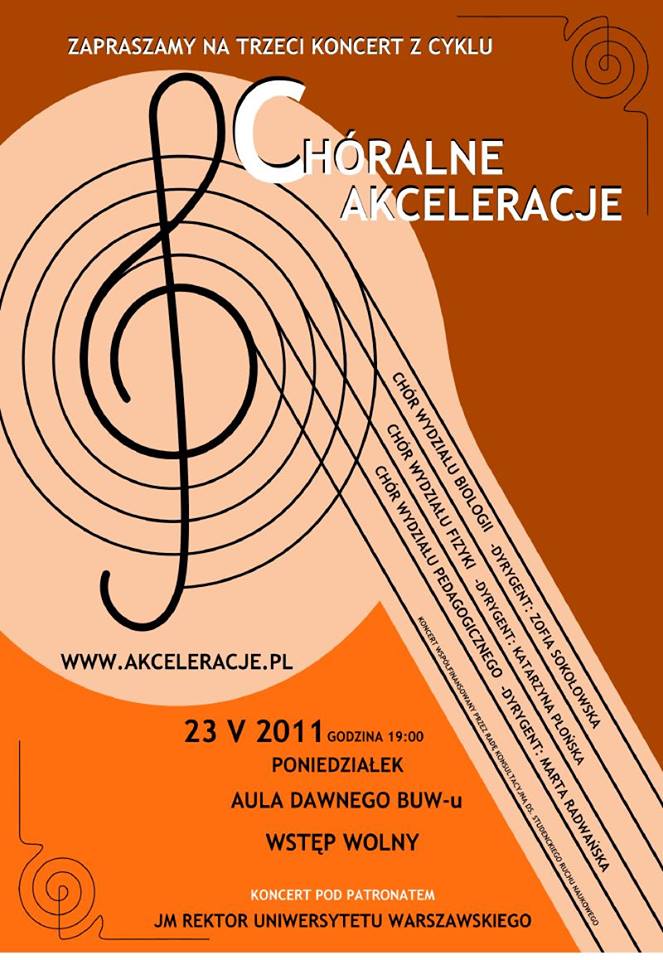 ZAPRASZAMY NA TRZECI KONCERT Z CYKLU
CHÓRALNE
AKCELERACJE
CHÓR WYDZIAŁU BIOLOGII -DYRYGENT: ZOFIA SOKOŁOWSKA
CHÓR WYDZIAŁU FIZYKI -DYRYGENT: KATARZYNA PŁOŃSKA
CHÓR WYDZIAŁU PEDAGOGICZNEGO -DYRYGENT: MARTA RADWAŃSKA
KONCERT WSPÓŁFINANSOWANY PRZEZ RADĘ KONSULTACYJNĄ DS. STUDENCKIEGO RUCHU NAUKOWEGO
WWW.AKCELERACJE.PL
23 V 2011 GODZINA 19:00
PONIEDZIAŁEK
AULA DAWNEGO BUW-u
WSTĘP WOLNY
KONCERT POD PATRONATEM
JM REKTOR UNIWERSYTETU WARSZAWSKIEGO